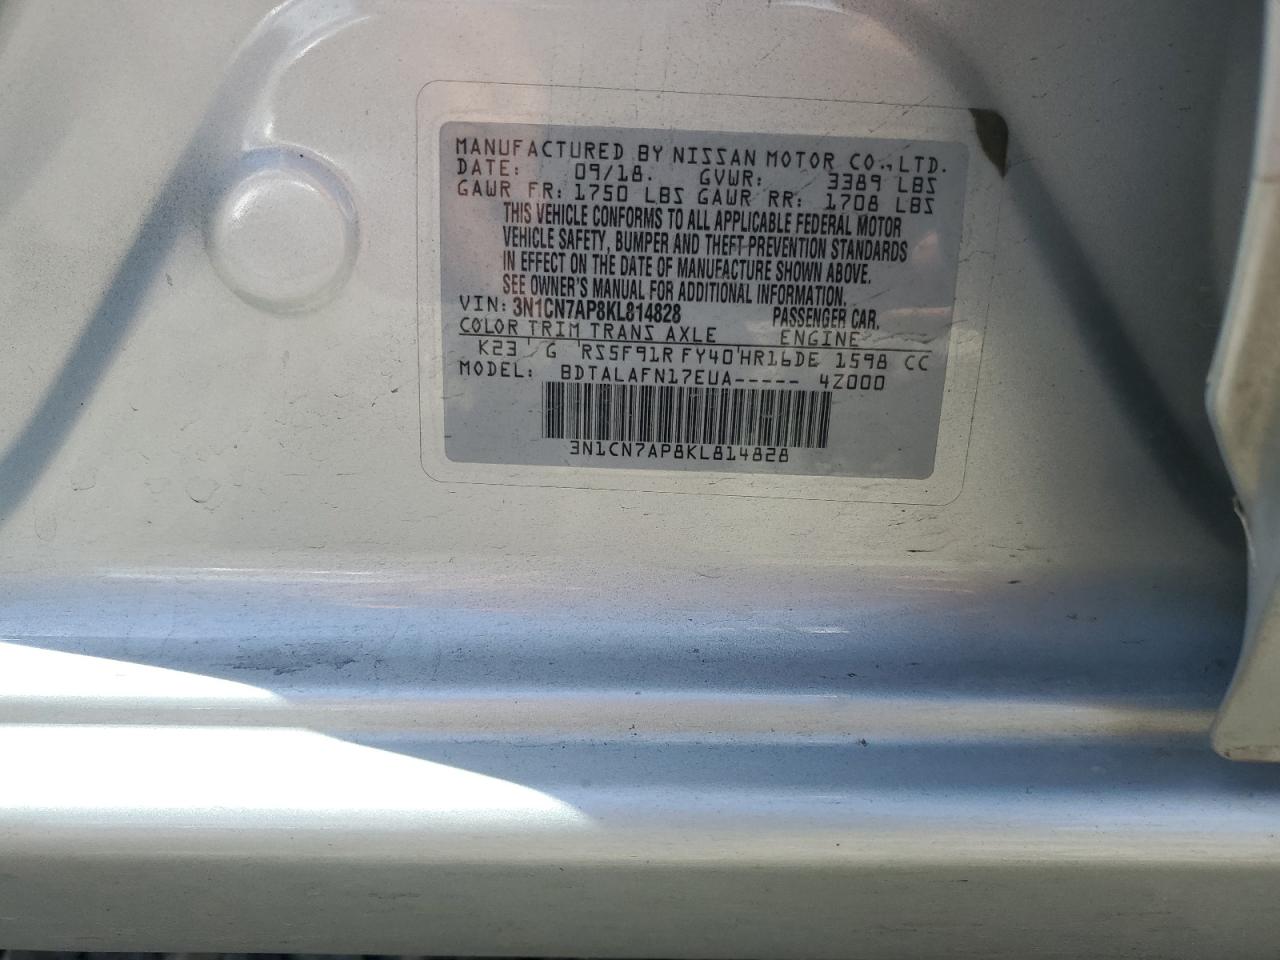 MANUFACTURED BY NISSAN MOTOR CO., LTD.
DATE: 09/18. GVWR: 3389 LBS
GAWR FR: 1750 LBS GAWR RR: 1708 LBS
THIS VEHICLE CONFORMS TO ALL APPLICABLE FEDERAL MOTOR
VEHICLE SAFETY, BUMPER AND THEFT PREVENTION STANDARDS
IN EFFECT ON THE DATE OF MANUFACTURE SHOWN ABOVE.
SEE OWNER'S MANUAL FOR ADDITIONAL INFORMATION.
VIN: 3N1CN7AP8KL814828 PASSENGER CAR.
COLOR TRIM TRANS AXLE ENGINE
K23 ' G 'RS5F91R FY40'HR16DE 1598 CC
MODEL: BDTALAFN17EUA----- 4Z000
3N1CN7AP8KL814828